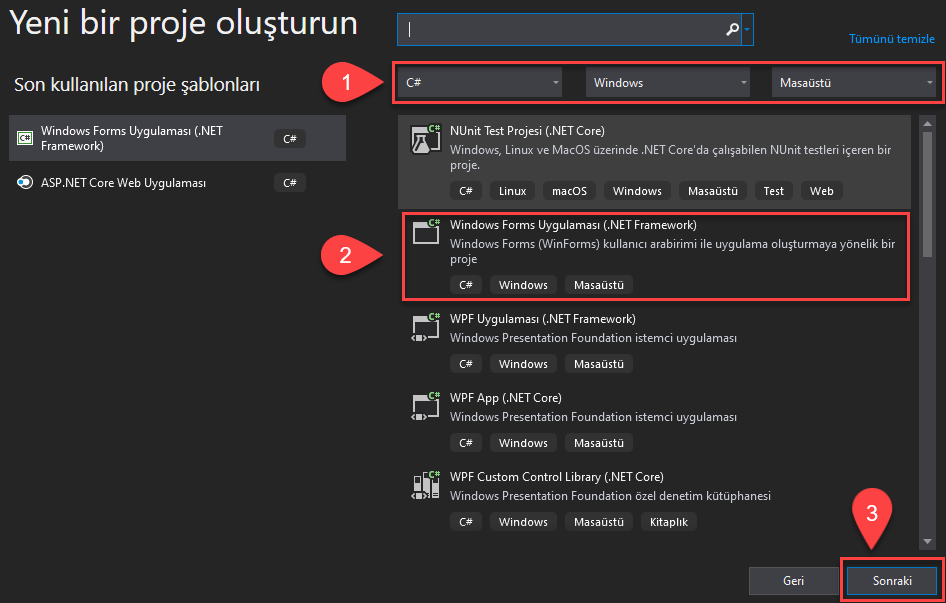 Yeni bir proje oluşturun
Tümünü temizle
Son kullanılan proje şablonları
1
C#
Windows
Masaüstü
C#
Windows Forms Uygulaması (.NET
Framework)
C#
ASP.NET Core Web Uygulaması
C#
C#
NUnit Test Projesi (.NET Core)
Windows, Linux ve MacOS üzerinde .NET Core'da çalışabilen NUnit testleri içeren bir
proje.
C# Linux macOS Windows Masaüstü Test Web
2
C#
Windows Forms Uygulaması (.NET Framework)
Windows Forms (WinForms) kullanıcı arabirimi ile uygulama oluşturmaya yönelik bir
proje
C# Windows Masaüstü
C#
WPF Uygulaması (.NET Framework)
Windows Presentation Foundation istemci uygulaması
C# Windows Masaüstü
C#
WPF App (.NET Core)
Windows Presentation Foundation istemci uygulaması
C# Windows Masaüstü
C#
WPF Custom Control Library (.NET Core)
Windows Presentation Foundation özel denetim kütüphanesi
C# Windows Masaüstü Kitaplık
3
Geri
Sonraki